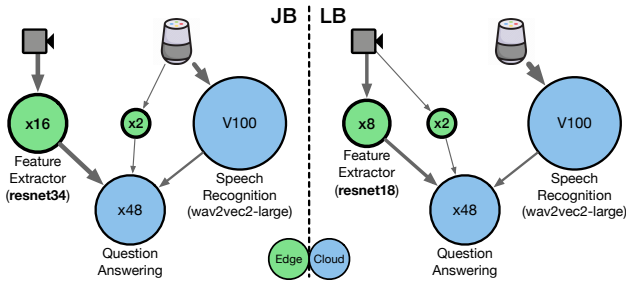 JB
LB
x16
x2
V100
Feature
Extractor
(resnet34)
Speech
Recognition
(wav2vec2-large)
x48
Question
Answering
x8
x2
V100
Feature
Extractor
(resnet18)
Speech
Recognition
(wav2vec2-large)
x48
Question
Answering
Edge
Cloud